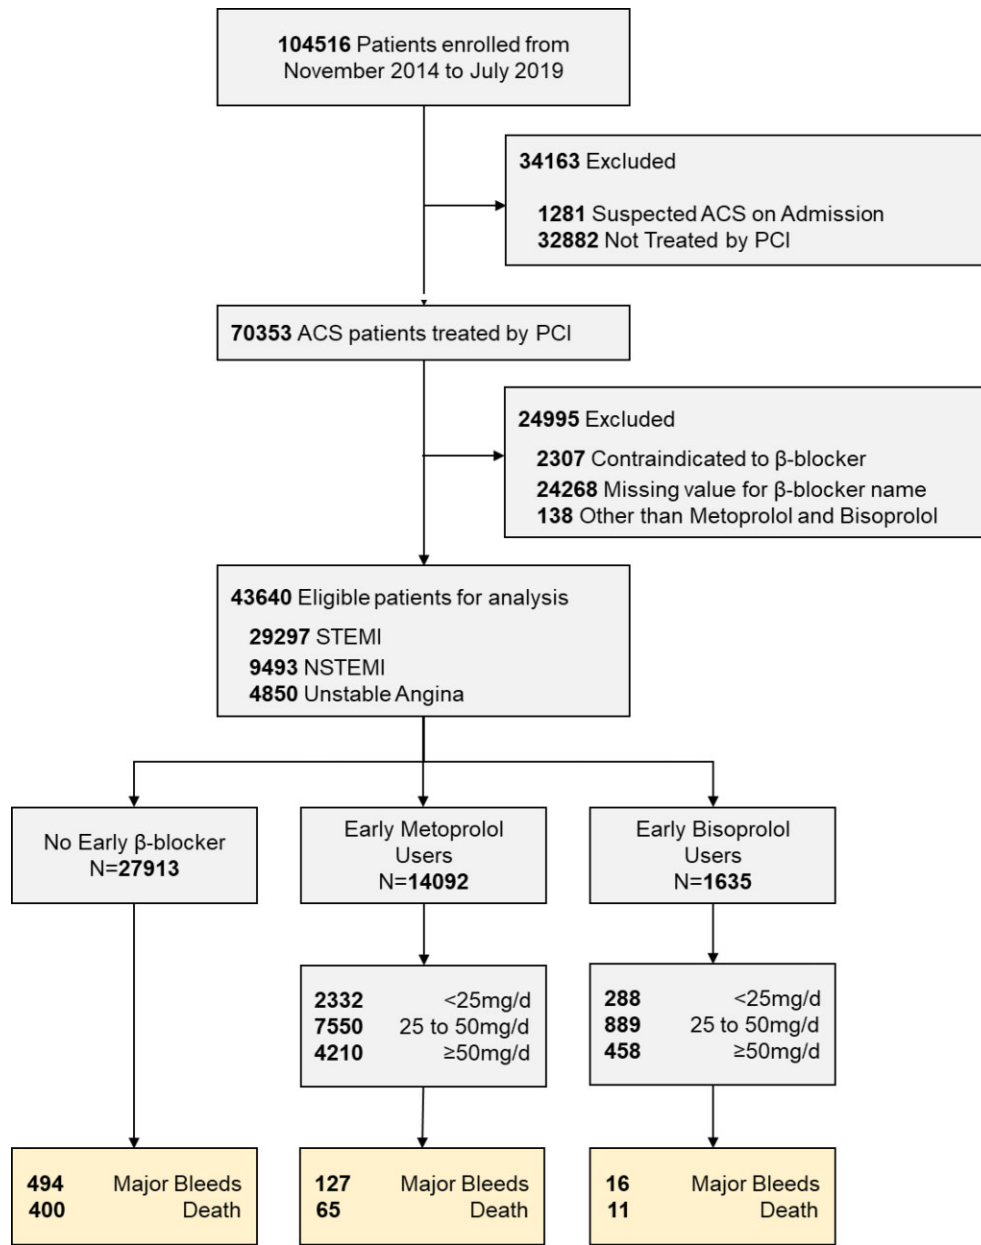 104516 Patients enrolled from
November 2014 to July 2019
34163 Excluded
1281 Suspected ACS on Admission
32882 Not Treated by PCI
70353 ACS patients treated by PCI
24995 Excluded
2307 Contraindicated to β-blocker
24268 Missing value for β-blocker name
138 Other than Metoprolol and Bisoprolol
43640 Eligible patients for analysis
29297 STEMI
9493 NSTEMI
4850 Unstable Angina
No Early β-blocker
N=27913
Early Metoprolol
Users
N=14092
Early Bisoprolol
Users
N=1635
2332 <25mg/d
7550 25 to 50mg/d
4210 ≥50mg/d
288 <25mg/d
889 25 to 50mg/d
458 ≥50mg/d
494 Major Bleeds
400 Death
127 Major Bleeds
65 Death
16 Major Bleeds
11 Death